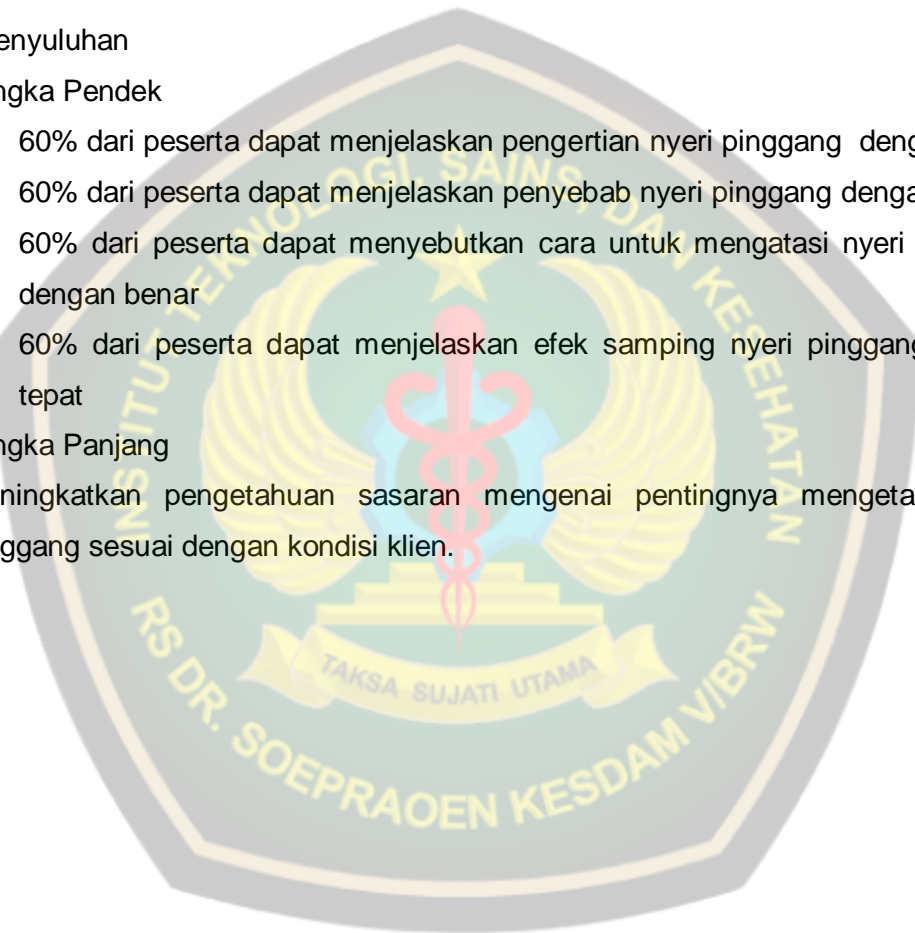 enyuluhan
ngka Pendek
60% dari peserta dapat menjelaskan pengertian nyeri pinggang deng
60% dari peserta dapat menjelaskan penyebab nyeri pinggang denga
60% dari peserta dapat menyebutkan cara untuk mengatasi nyeri
dengan benar
60% dari peserta dapat menjelaskan efek samping nyeri pinggang
tepat
ngka Panjang
ningkatkan pengetahuan sasaran mengenai pentingnya mengeta
nggang sesuai dengan kondisi klien.
INSTITUT TEKNOLOGI, SAINS, DAN KESEHATAN
TAKSA SUJATI UTAMA
RS DR. SOEPRAOEN KESDAM V/BRW